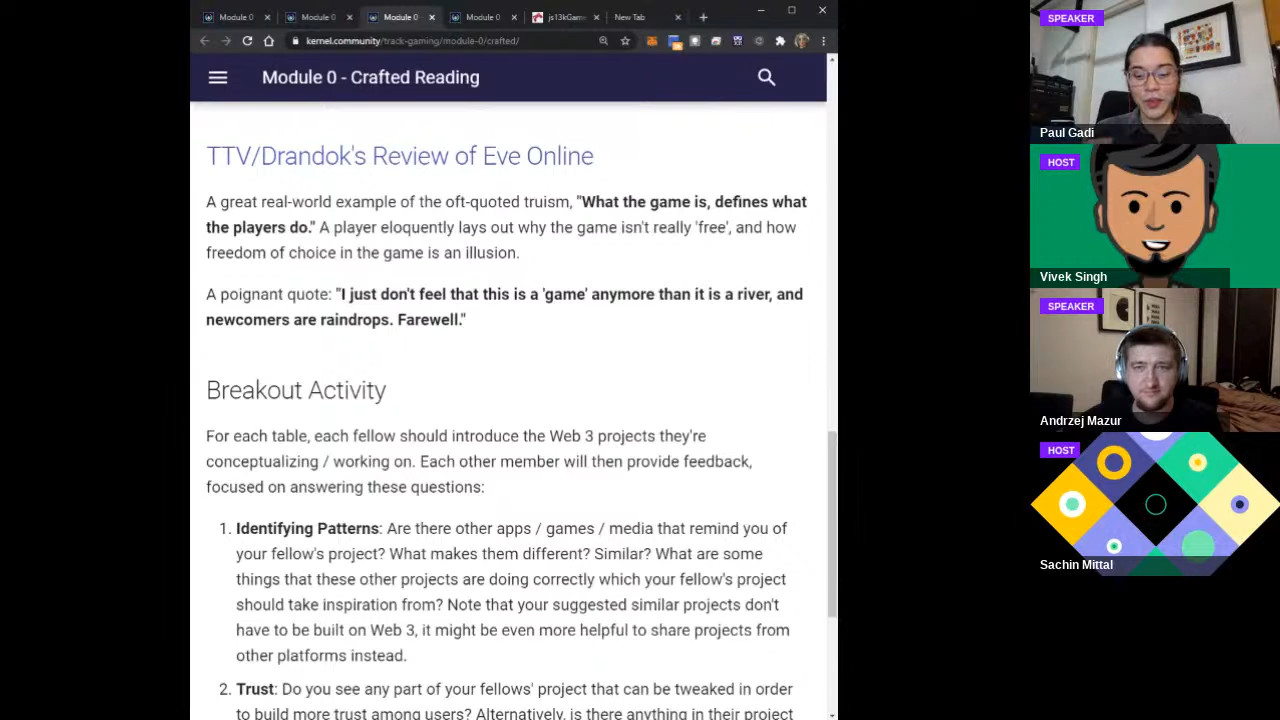 Module 0
Module 0
Module 0
Module 0
js13kGam
New Tab
kernel.community/track-gaming/module-0/crafted/
Module 0 - Crafted Reading
TTV/Drandok's Review of Eve Online
A great real-world example of the oft-quoted truism, "What the game is, defines what
the players do." A player eloquently lays out why the game isn't really 'free', and how
freedom of choice in the game is an illusion.
A poignant quote: "I just don't feel that this is a 'game' anymore than it is a river, and
newcomers are raindrops. Farewell."
Breakout Activity
For each table, each fellow should introduce the Web 3 projects they're
conceptualizing / working on. Each other member will then provide feedback,
focused on answering these questions:
1. Identifying Patterns: Are there other apps / games / media that remind you of
your fellow's project? What makes them different? Similar? What are some
things that these other projects are doing correctly which your fellow's project
should take inspiration from? Note that your suggested similar projects don't
have to be built on Web 3, it might be even more helpful to share projects from
other platforms instead.
2. Trust: Do you see any part of your fellows' project that can be tweaked in order
to build more trust among users? Alternatively, is there anything in their project
SPEAKER
Paul Gadi
HOST
Vivek Singh
SPEAKER
Andrzej Mazur
HOST
Sachin Mittal